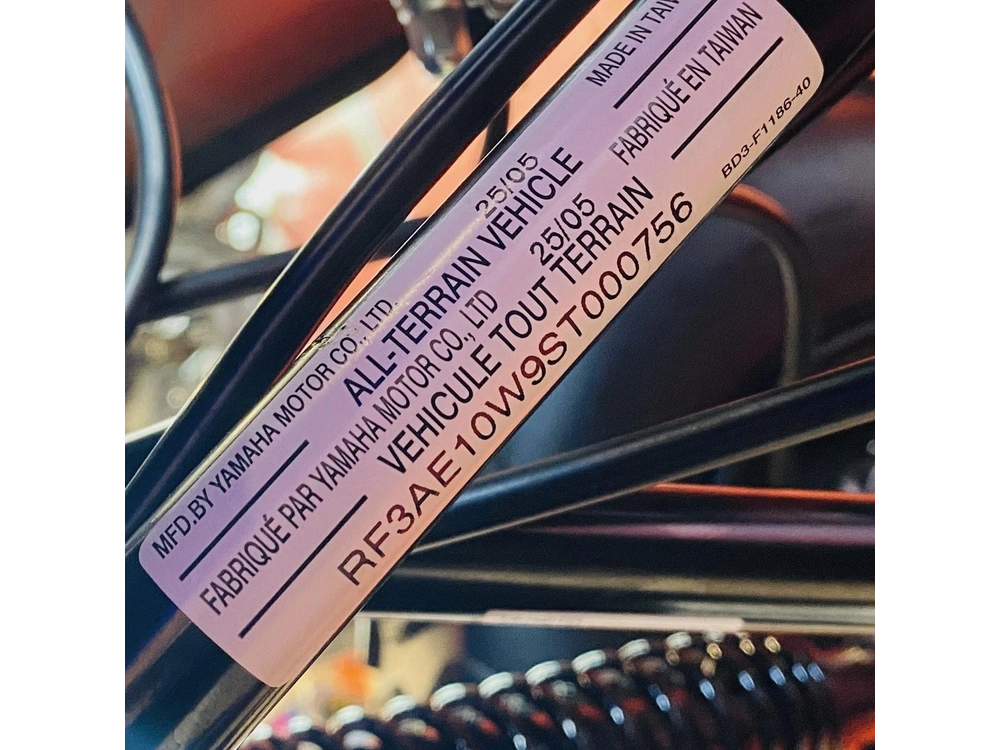 MFD.BY YAMAHA MOTOR CO., LTD. 25/05 MADE IN
ALL-TERRAIN VEHICLE
FABRIQUÉ PAR YAMAHA MOTOR CO., LTD 25/05 FABRIQUÉ EN TAIWAN
VEHICULE TOUT TERRAIN
RF3AE10W9ST000756 BD3-F1186-40